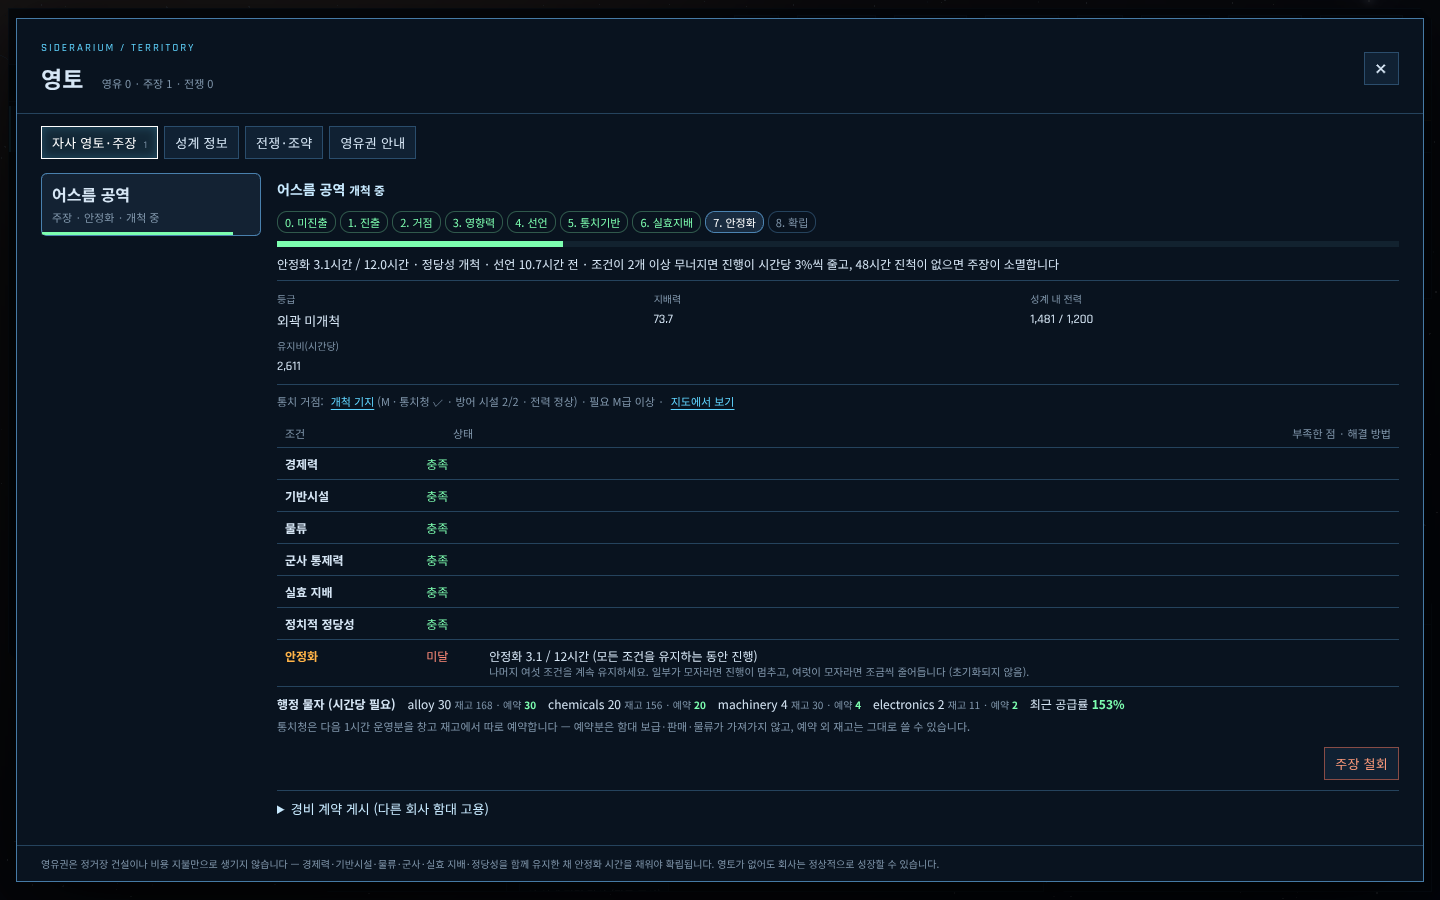 SIDERARIUM / TERRITORY
영토 영유 0 · 주장 1 · 전쟁 0
×
자사 영토·주장 1 성계 정보 전쟁·조약 영유권 안내
어스름 공역
주장 · 안정화 · 개척 중
어스름 공역 개척 중
0. 미진출 1. 진출 2. 거점 3. 영향력 4. 선언 5. 통치기반 6. 실효지배 7. 안정화 8. 확립
안정화 3.1시간 / 12.0시간 · 정당성 개척 · 선언 10.7시간 전 · 조건이 2개 이상 무너지면 진행이 시간당 3%씩 줄고, 48시간 진척이 없으면 주장이 소멸합니다
등급 지배력 성계 내 전력
외곽 미개척 73.7 1,481 / 1,200
유지비(시간당)
2,611
통치 거점: 개척 기지 (M · 통치청 ✓ · 방어 시설 2/2 · 전력 정상) · 필요 M급 이상 · 지도에서 보기
조건 상태 부족한 점 · 해결 방법
경제력 충족
기반시설 충족
물류 충족
군사 통제력 충족
실효 지배 충족
정치적 정당성 충족
안정화 미달 안정화 3.1 / 12시간 (모든 조건을 유지하는 동안 진행)
나머지 여섯 조건을 계속 유지하세요. 일부가 모자라면 진행이 멈추고, 여럿이 모자라면 조금씩 줄어듭니다 (초기화되지 않음).
행정 물자 (시간당 필요) alloy 30 재고 168 · 예약 30 chemicals 20 재고 156 · 예약 20 machinery 4 재고 30 · 예약 4 electronics 2 재고 11 · 예약 2 최근 공급률 153%
통치청은 다음 1시간 운영분을 창고 재고에서 따로 예약합니다 — 예약분은 함대 보급·판매·물류가 가져가지 않고, 예약 외 재고는 그대로 쓸 수 있습니다.
주장 철회
▶ 경비 계약 게시 (다른 회사 함대 고용)
영유권은 정거장 건설이나 비용 지불만으로 생기지 않습니다 — 경제력·기반시설·물류·군사·실효 지배·정당성을 함께 유지한 채 안정화 시간을 채워야 확립됩니다. 영토가 없어도 회사는 정상적으로 성장할 수 있습니다.